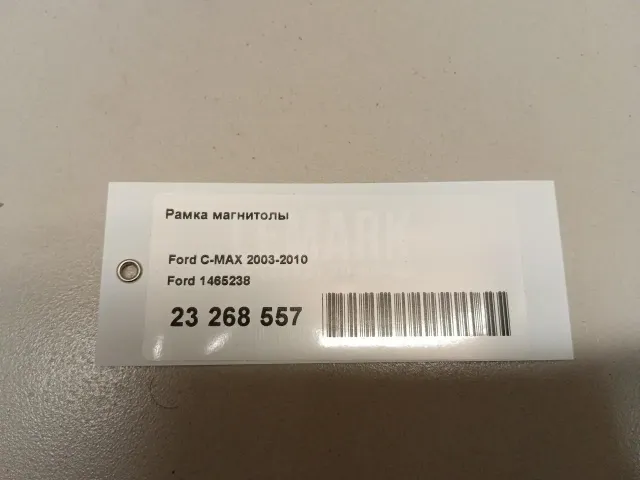 Рамка магнитолы
Ford C-MAX 2003-2010
Ford 1465238
23 268 557